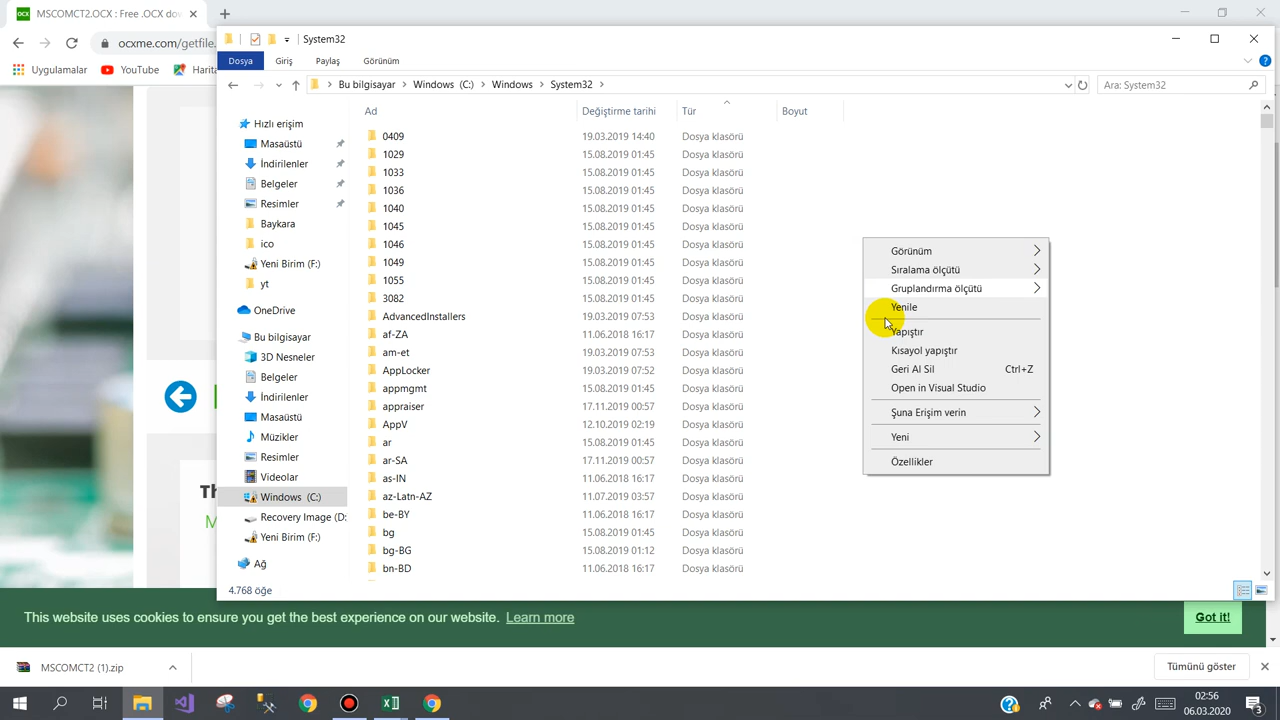 MSCOMCT2.OCX : Free .OCX do
System32
ocxme.com/getfile.
Dosya
Giriş
Paylaş
Görünüm
Uygulamalar
YouTube
Harita
Bu bilgisayar
Windows (C:)
Windows
System32
Ara: System32
Ad
Değiştirme tarihi
Tür
Boyut
Hızlı erişim
Masaüstü
İndirilenler
Belgeler
Resimler
Baykara
ico
Yeni Birim (F:)
yt
OneDrive
Bu bilgisayar
3D Nesneler
Belgeler
İndirilenler
Masaüstü
Müzikler
Resimler
Videolar
Windows (C:)
Recovery Image (D:
Yeni Birim (F:)
Ağ
0409 19.03.2019 14:40 Dosya klasörü
1029 15.08.2019 01:45 Dosya klasörü
1033 15.08.2019 01:45 Dosya klasörü
1036 15.08.2019 01:45 Dosya klasörü
1040 15.08.2019 01:45 Dosya klasörü
1045 15.08.2019 01:45 Dosya klasörü
1046 15.08.2019 01:45 Dosya klasörü
1049 15.08.2019 01:45 Dosya klasörü
1055 15.08.2019 01:45 Dosya klasörü
3082 15.08.2019 01:45 Dosya klasörü
AdvancedInstallers 19.03.2019 07:53 Dosya klasörü
af-ZA 11.06.2018 16:17 Dosya klasörü
am-et 19.03.2019 07:53 Dosya klasörü
AppLocker 19.03.2019 07:52 Dosya klasörü
appmgmt 15.08.2019 01:45 Dosya klasörü
appraiser 17.11.2019 00:57 Dosya klasörü
AppV 12.10.2019 02:19 Dosya klasörü
ar 15.08.2019 01:45 Dosya klasörü
ar-SA 17.11.2019 00:57 Dosya klasörü
as-IN 11.06.2018 16:17 Dosya klasörü
az-Latn-AZ 11.07.2019 03:57 Dosya klasörü
be-BY 11.06.2018 16:17 Dosya klasörü
bg 15.08.2019 01:45 Dosya klasörü
bg-BG 15.08.2019 01:12 Dosya klasörü
bn-BD 11.06.2018 16:17 Dosya klasörü
Görünüm
Sıralama ölçütü
Gruplandırma ölçütü
Yenile
Yapıştır
Kısayol yapıştır
Geri Al Sil Ctrl+Z
Open in Visual Studio
Şuna Erişim verin
Yeni
Özellikler
Th
M
4.768 öğe
This website uses cookies to ensure you get the best experience on our website. Learn more
Got it!
MSCOMCT2 (1).zip
Tümünü göster
02:56
06.03.2020
3